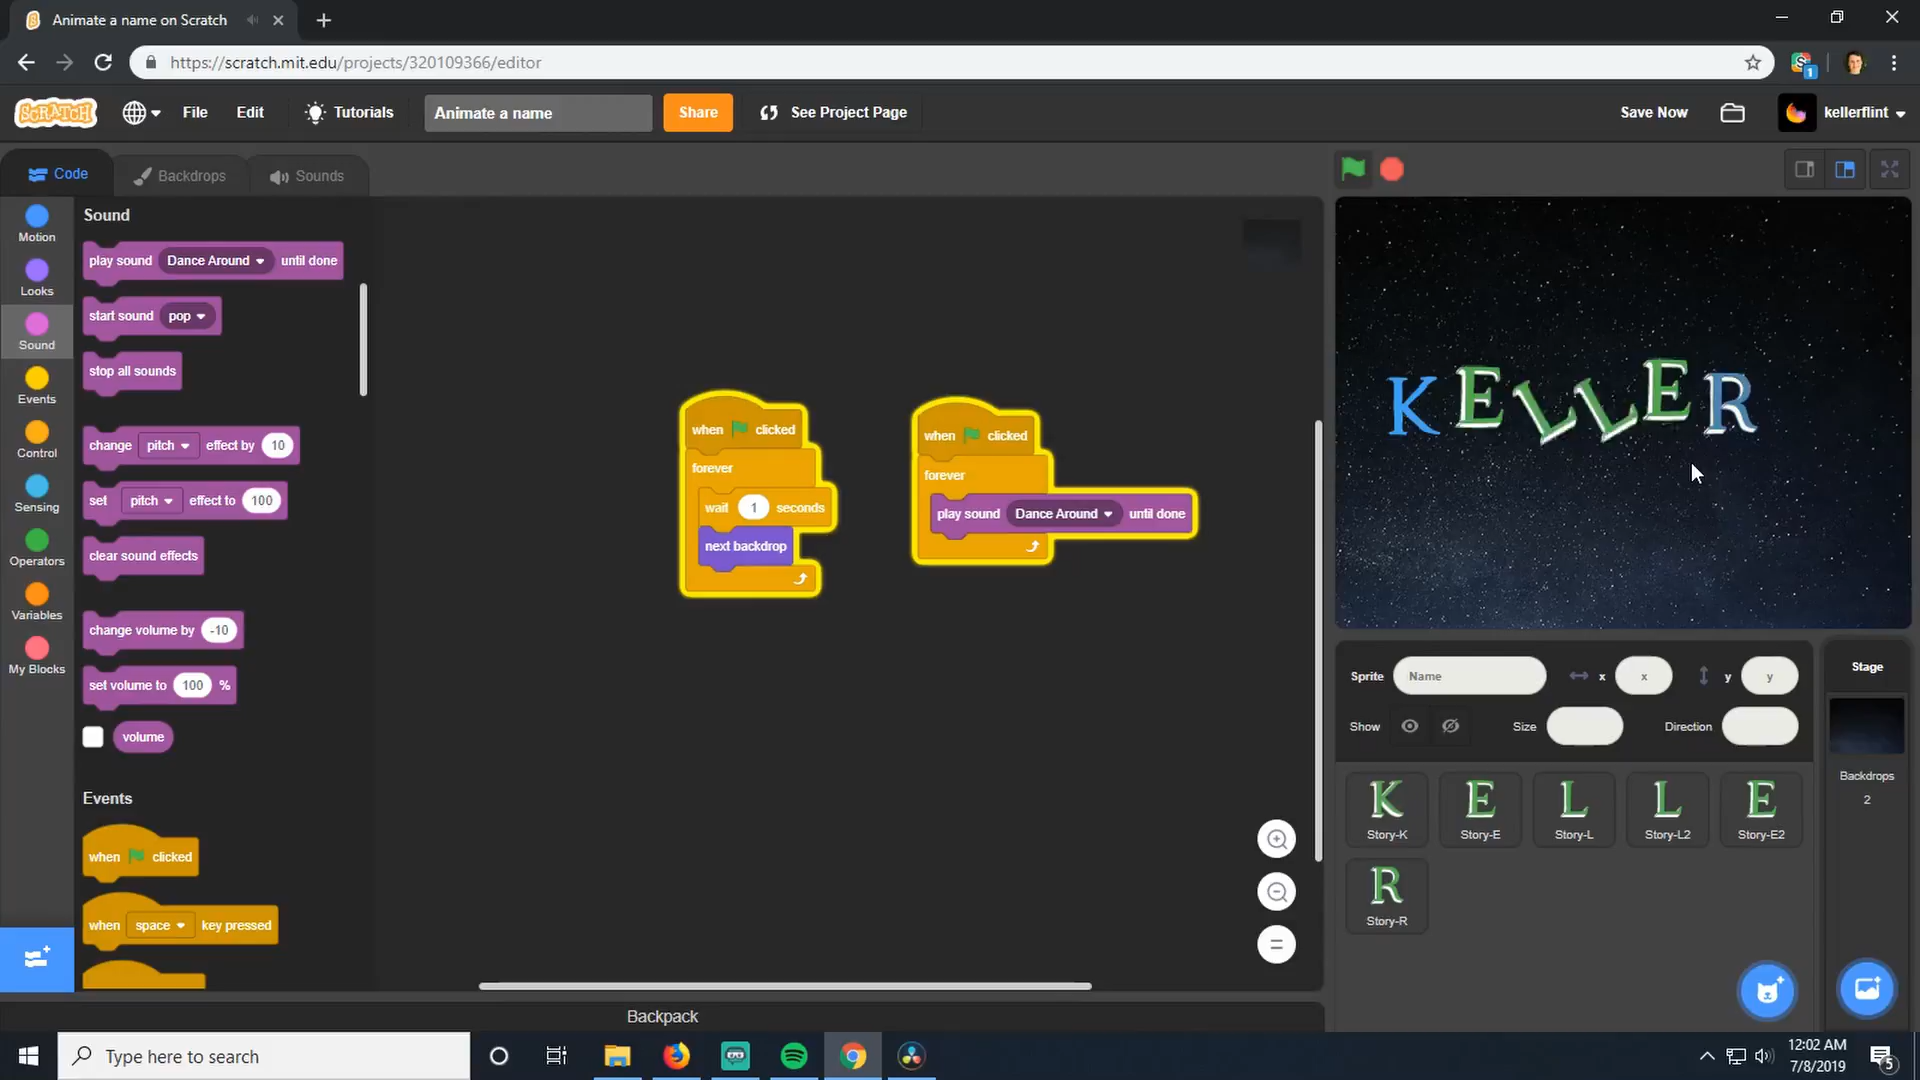 Animate a name on Scratch
https://scratch.mit.edu/projects/320109366/editor
1
SCRATCH
File
Edit
Tutorials
Animate a name
Share
See Project Page
Save Now
kellerflint
Code
Backdrops
Sounds
Motion
Looks
Sound
Events
Control
Sensing
Operators
Variables
My Blocks
Sound
play sound Dance Around until done
start sound pop
stop all sounds
change pitch effect by 10
set pitch effect to 100
clear sound effects
change volume by -10
set volume to 100 %
volume
Events
when clicked
when space key pressed
when clicked
forever
wait 1 seconds
next backdrop
when clicked
forever
play sound Dance Around until done
KELLER
Sprite Name x x y y
Show Size Direction
Stage
Backdrops
2
K
Story-K
E
Story-E
L
Story-L
L
Story-L2
E
Story-E2
R
Story-R
Backpack
Type here to search
12:02 AM
7/8/2019
5